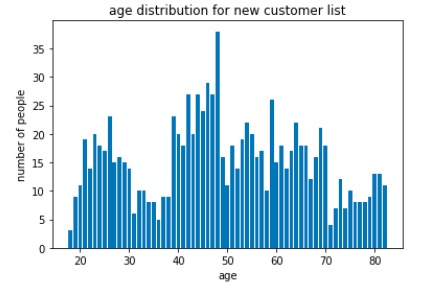 age distribution for new customer list
number of people
35
30
25
20
15
10
5
0
20 30 40 50 60 70 80
age